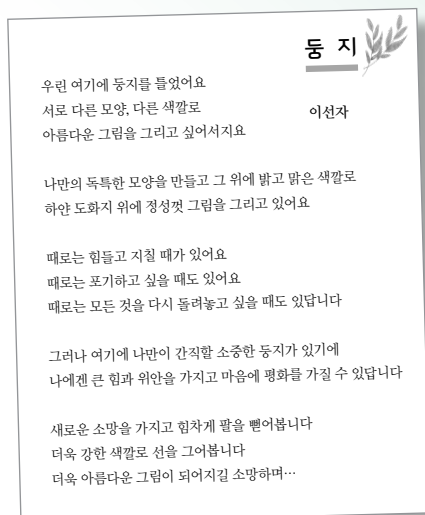 둥 지
이선자
우린 여기에 둥지를 틀었어요
서로 다른 모양, 다른 색깔로
아름다운 그림을 그리고 싶어서지요
나만의 독특한 모양을 만들고 그 위에 밝고 맑은 색깔로
하얀 도화지 위에 정성껏 그림을 그리고 있어요
때로는 힘들고 지칠 때가 있어요
때로는 포기하고 싶을 때도 있어요
때로는 모든 것을 다시 돌려놓고 싶을 때도 있답니다
그러나 여기에 나만이 간직할 소중한 둥지가 있기에
나에겐 큰 힘과 위안을 가지고 마음에 평화를 가질 수 있답니다
새로운 소망을 가지고 힘차게 팔을 뻗어봅니다
더욱 강한 색깔로 선을 그어봅니다
더욱 아름다운 그림이 되어지길 소망하며…